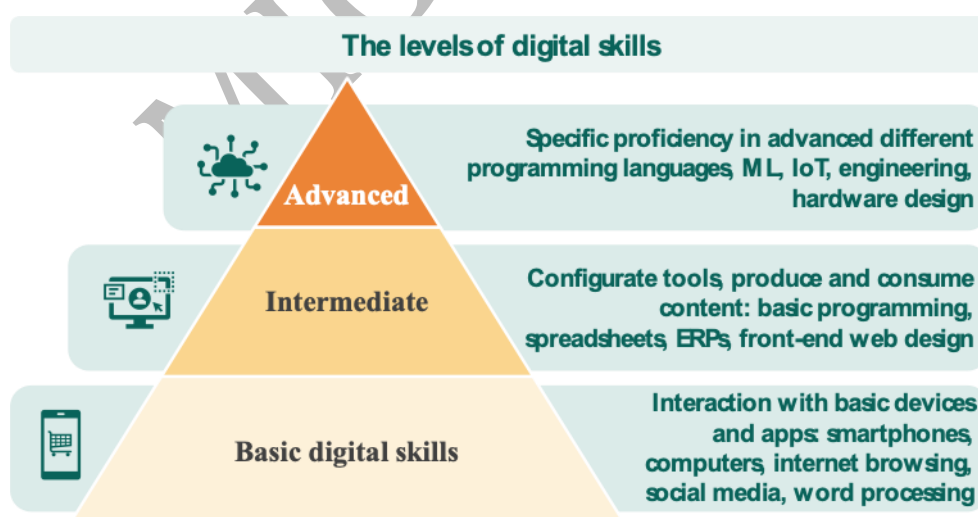 The levels of digital skills
Advanced
Specific proficiency in advanced different
programming languages, ML, IoT, engineering,
hardware design
Intermediate
Configurate tools, produce and consume
content: basic programming,
spreadsheets, ERPs, front-end web design
Basic digital skills
Interaction with basic devices
and apps: smartphones,
computers, internet browsing,
social media, word processing